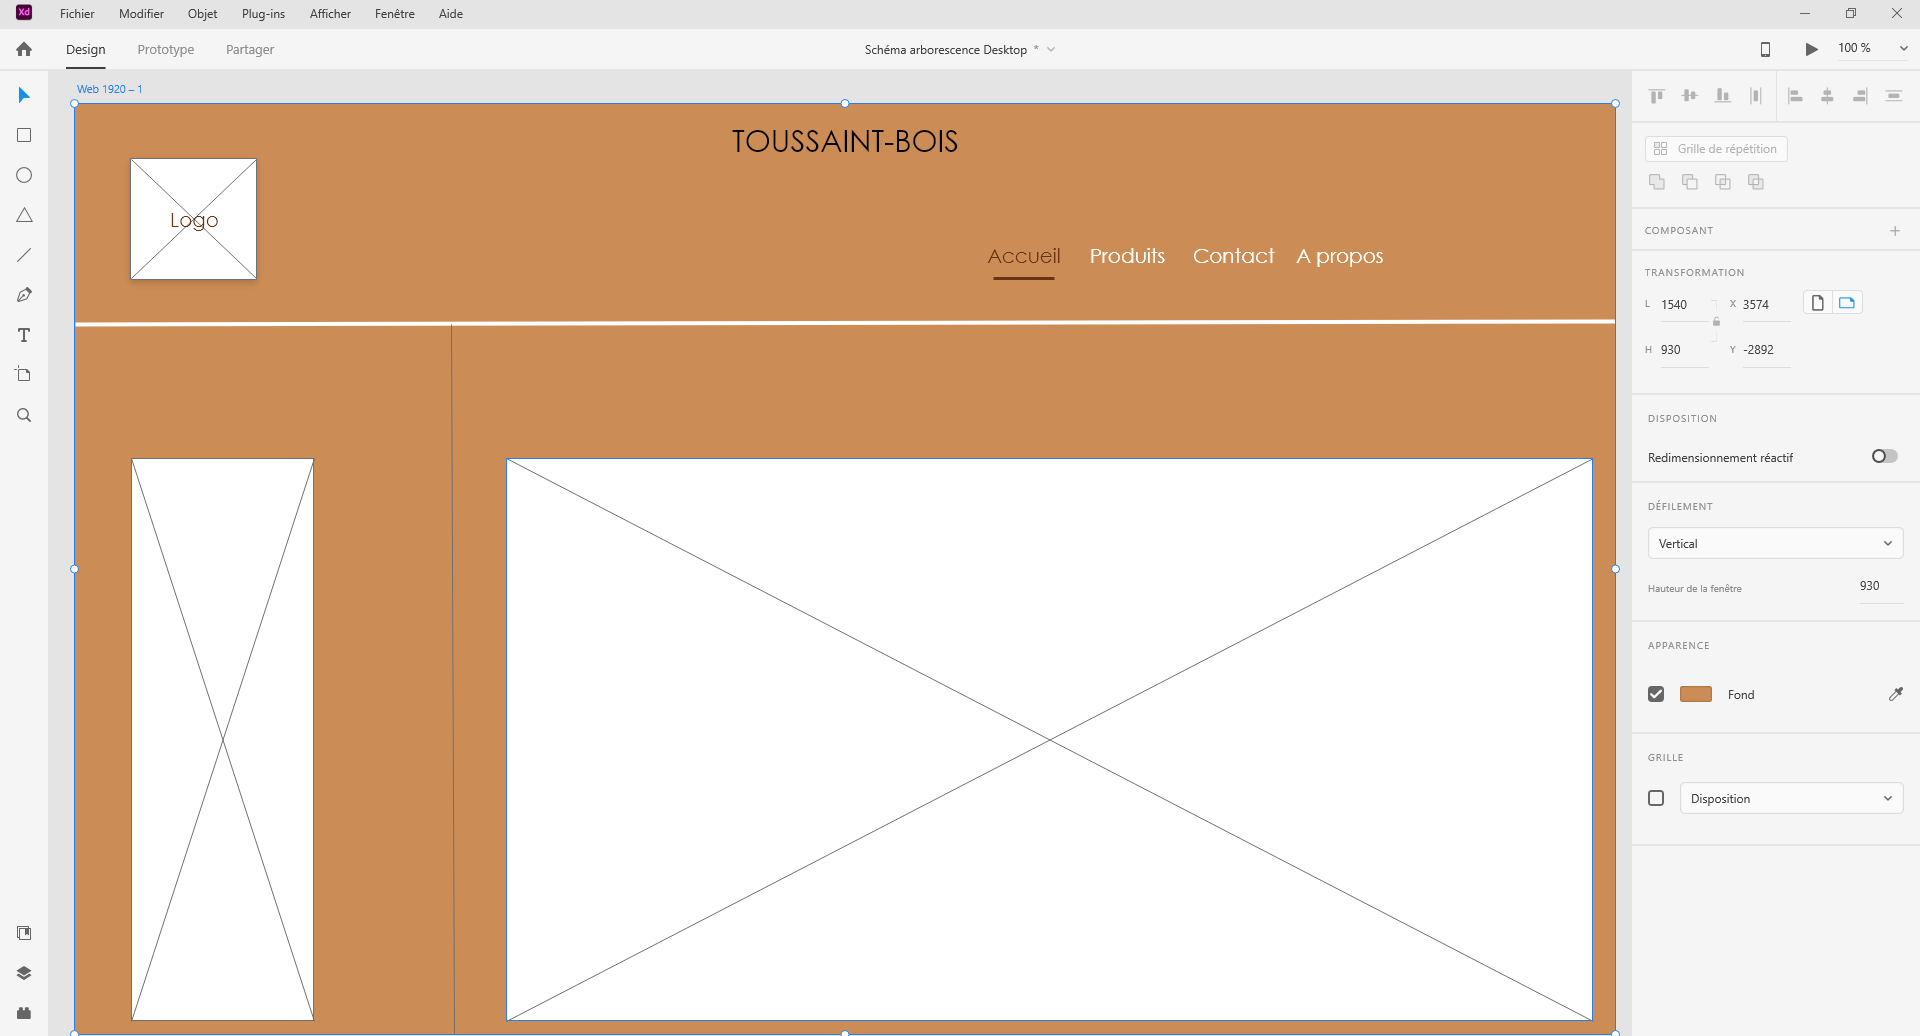 Xd Fichier Modifier Objet Plug-ins Afficher Fenêtre Aide
Design Prototype Partager Schéma arborescence Desktop * 100 %
Web 1920 – 1
TOUSSAINT-BOIS
Logo
Accueil Produits Contact A propos
Grille de répétition
COMPOSANT
TRANSFORMATION
L 1540 X 3574
H 930 Y -2892
DISPOSITION
Redimensionnement réactif
DÉFILEMENT
Vertical
Hauteur de la fenêtre 930
APPARENCE
Fond
GRILLE
Disposition